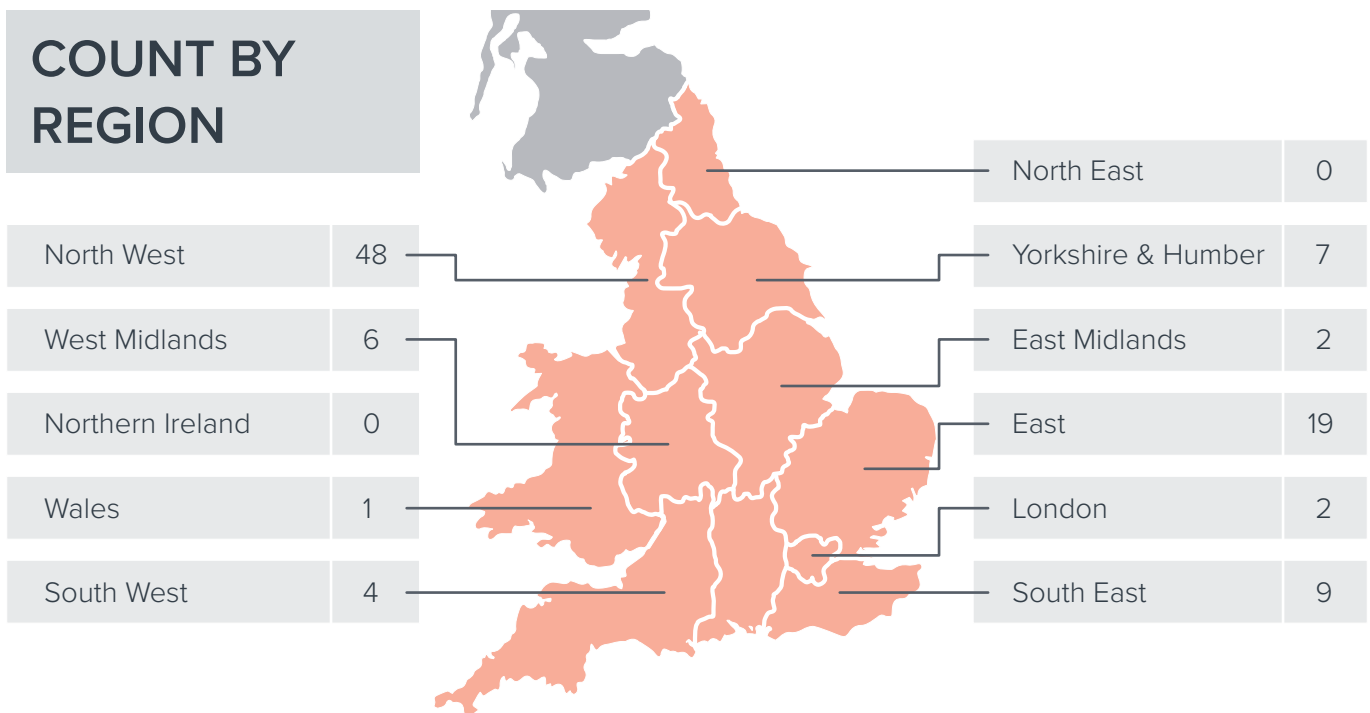 COUNT BY
REGION
North West 48
West Midlands 6
Northern Ireland 0
Wales 1
South West 4
North East 0
Yorkshire & Humber 7
East Midlands 2
East 19
London 2
South East 9